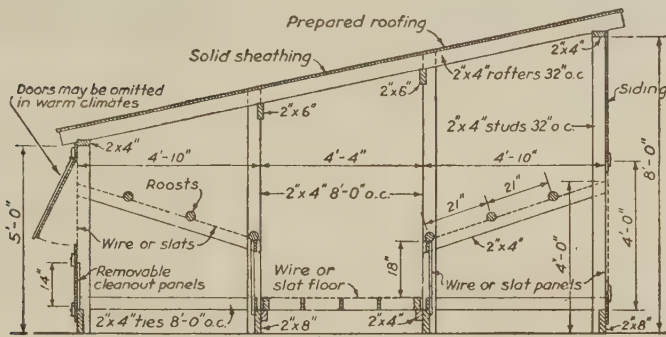 Prepared roofing
Solid sheathing
2"x4"
2"x4" rafters 32" o.c.
Doors may be omitted
in warm climates
2"x6"
2"x6"
Siding
2"x4" studs 32" o.c.
2"x4"
4'-10"
4'-4"
4'-10"
8'-0"
5'-0"
Roosts
2"x4" 8'-0" o.c.
21"
21"
Wire or slats
2"x4"
4'-0"
4'-0"
14"
Removable
cleanout panels
Wire or
slat floor
18"
Wire or slat panels
2"x4" ties 8'-0" o.c.
2"x8"
2"x4"
2"x8"